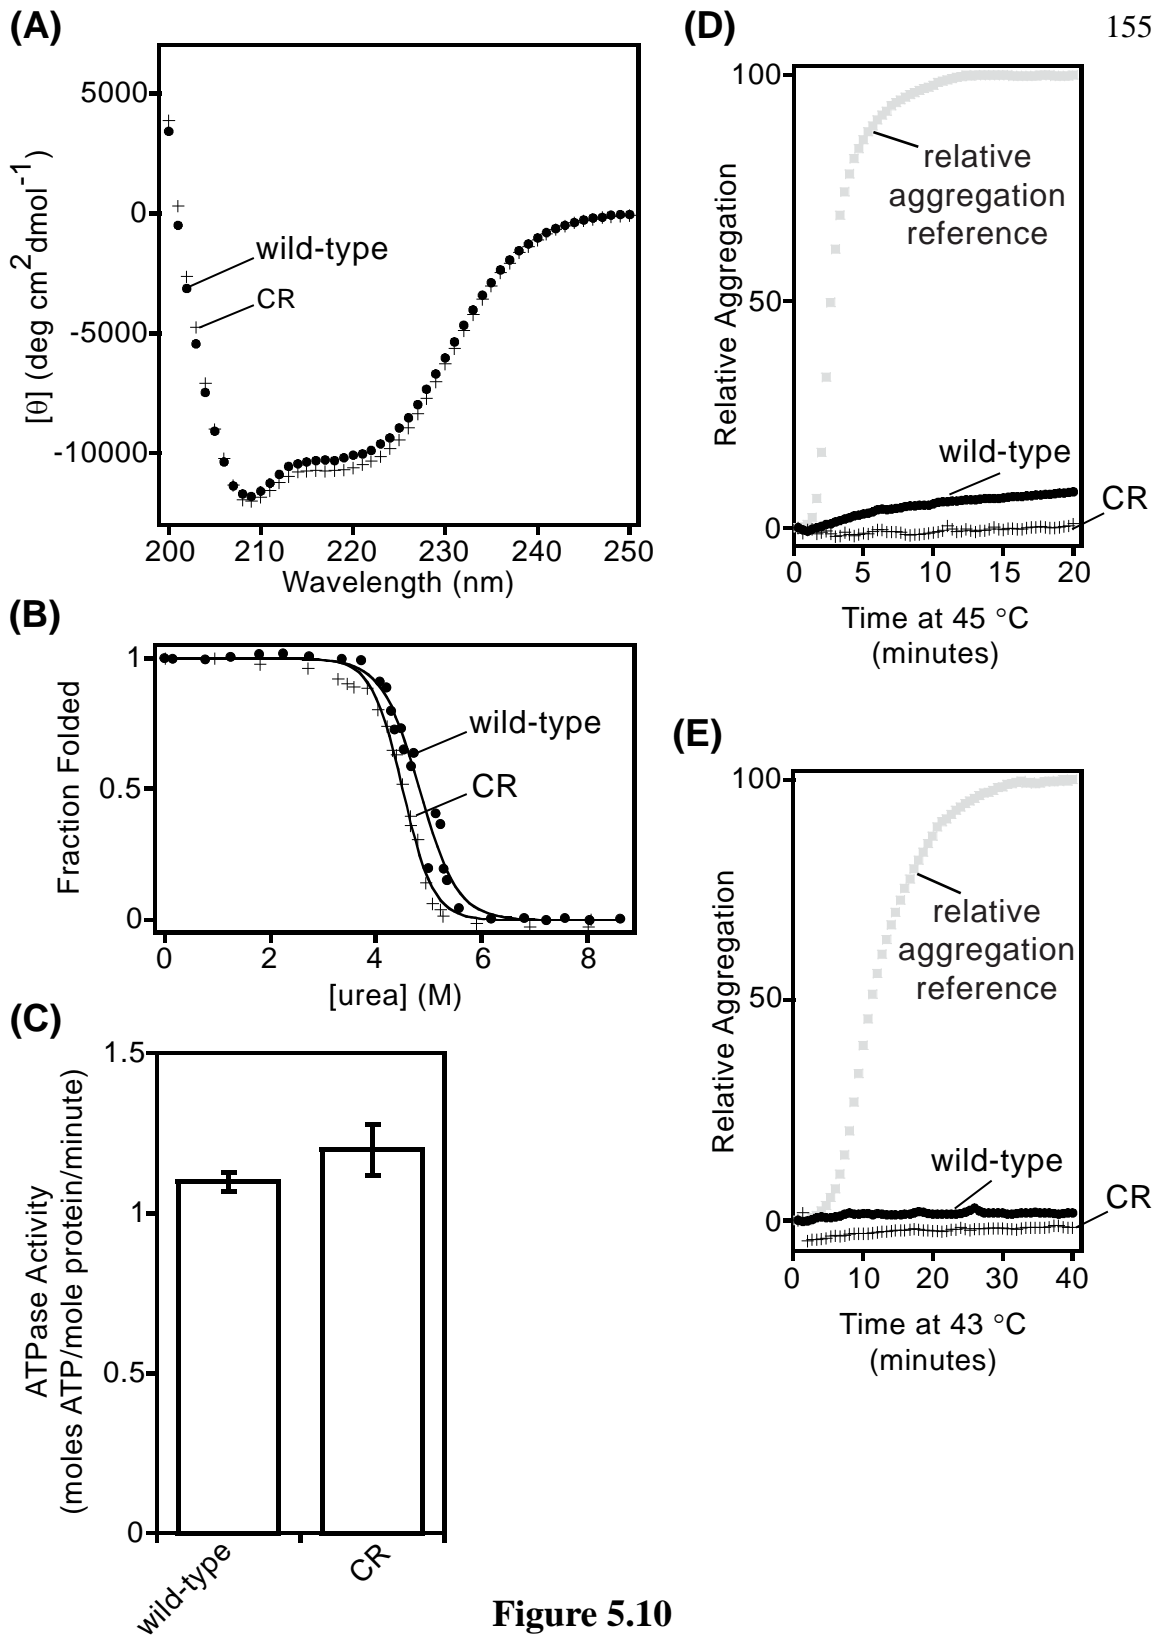 155
(A)
5000
0
-5000
-10000
[θ] (deg cm2 dmol-1)
wild-type
CR
200 210 220 230 240 250
Wavelength (nm)
(B)
1
0.5
0
Fraction Folded
wild-type
CR
0 2 4 6 8
[urea] (M)
(C)
1.5
1
0.5
0
ATPase Activity
(moles ATP/mole protein/minute)
wild-type
CR
(D)
100
50
0
Relative Aggregation
relative
aggregation
reference
wild-type
CR
0 5 10 15 20
Time at 45 °C
(minutes)
(E)
100
50
0
Relative Aggregation
relative
aggregation
reference
wild-type
CR
0 10 20 30 40
Time at 43 °C
(minutes)
Figure 5.10